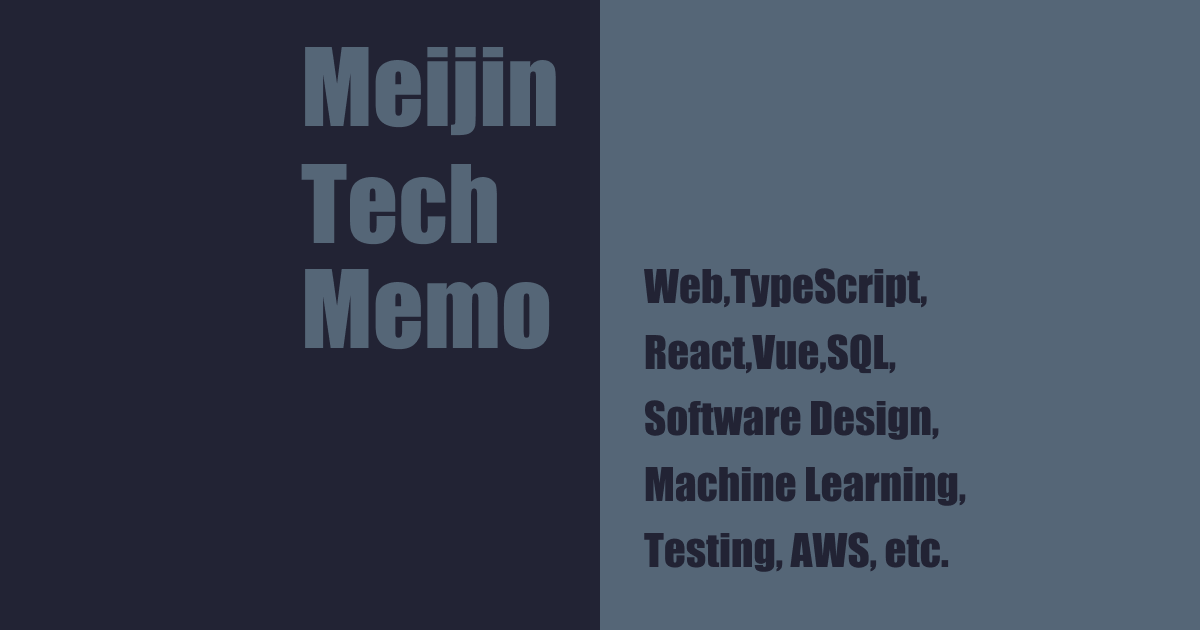 Meijin
Tech
Memo
Web,TypeScript,
React,Vue,SQL,
Software Design,
Machine Learning,
Testing, AWS, etc.